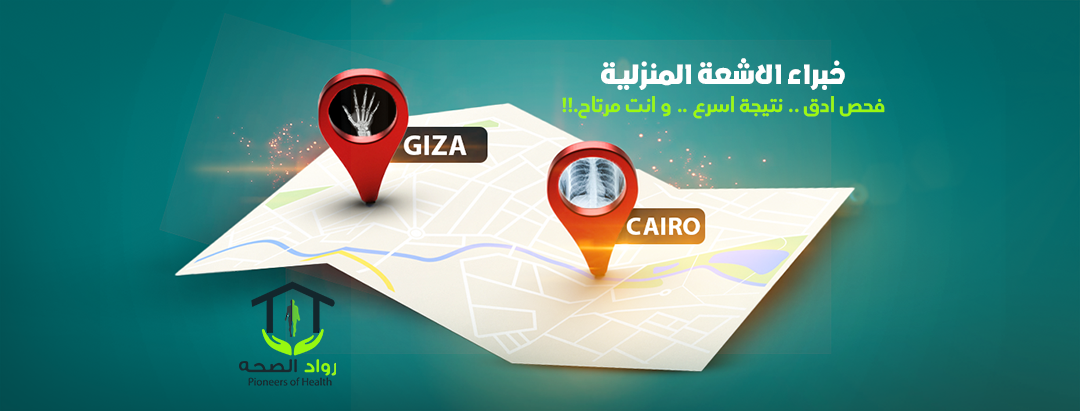 خبراء الاشعة المنزلية
فحص ادق .. نتيجة اسرع .. و انت مرتاح.!!
GIZA
CAIRO
رواد الصحه
Pioneers of Health